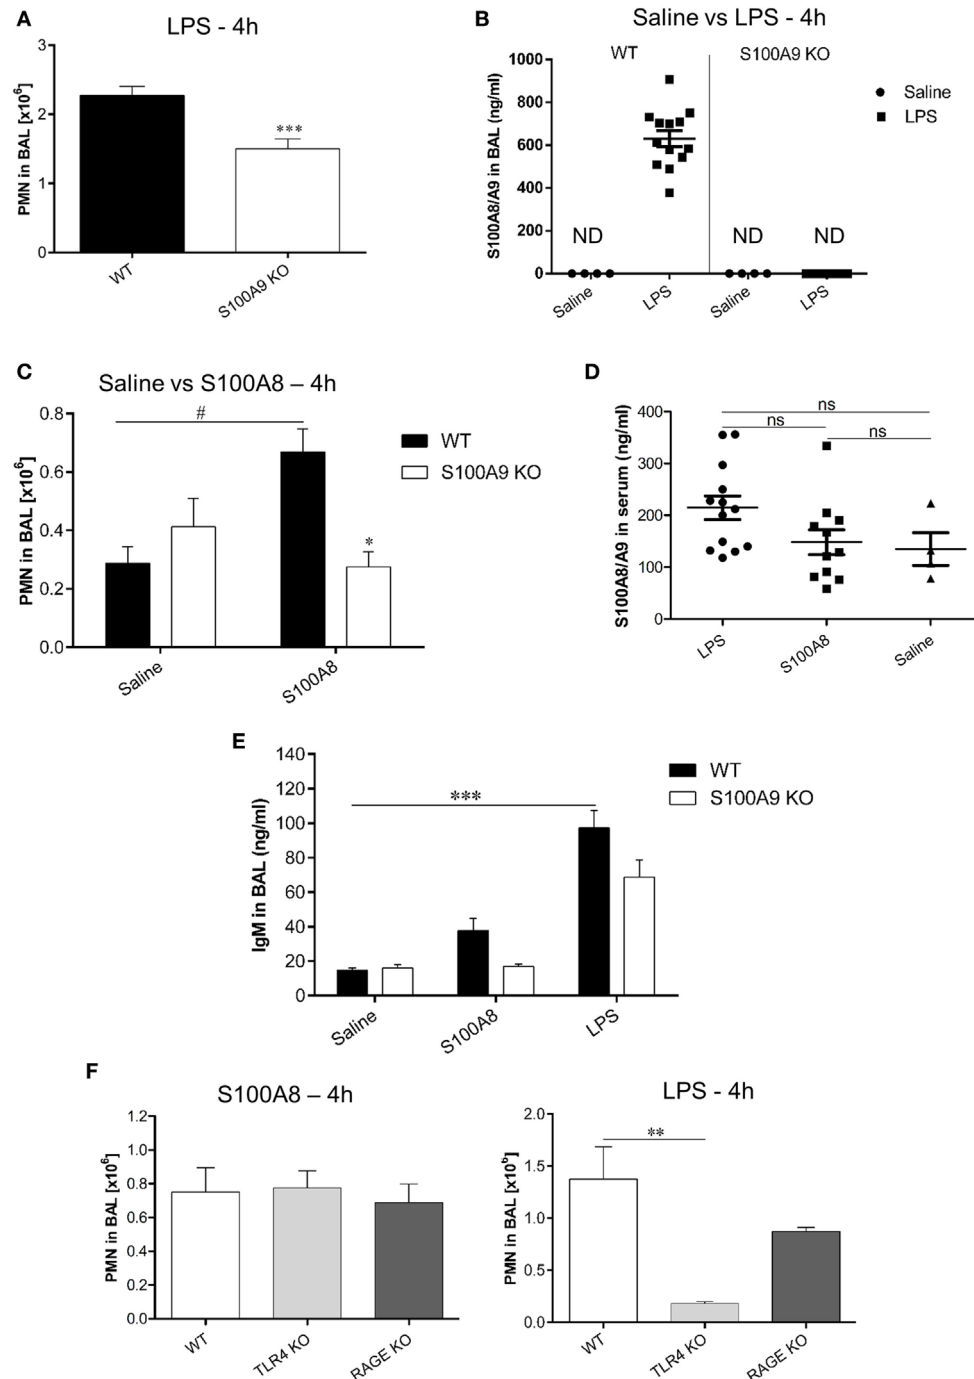 A
LPS - 4h
PMN in BAL [x10⁶]
3
2
1
0
***
WT
S100A9 KO
B
Saline vs LPS - 4h
S100A8/A9 in BAL (ng/ml)
1000
800
600
400
200
0
WT
S100A9 KO
ND
ND
ND
Saline
LPS
Saline
LPS
Saline
LPS
C
Saline vs S100A8 – 4h
PMN in BAL [x10⁶]
0.8
0.6
0.4
0.2
0.0
#
*
WT
S100A9 KO
Saline
S100A8
D
S100A8/A9 in serum (ng/ml)
400
300
200
100
0
ns
ns
ns
LPS
S100A8
Saline
E
IgM in BAL (ng/ml)
140
120
100
80
60
40
20
0
***
WT
S100A9 KO
Saline
S100A8
LPS
F
S100A8 – 4h
PMN in BAL [x10⁶]
1.2
1.0
0.8
0.6
0.4
0.2
0.0
WT
TLR4 KO
RAGE KO
LPS - 4h
PMN in BAL [x10⁶]
2.0
1.5
1.0
0.5
0.0
**
WT
TLR4 KO
RAGE KO